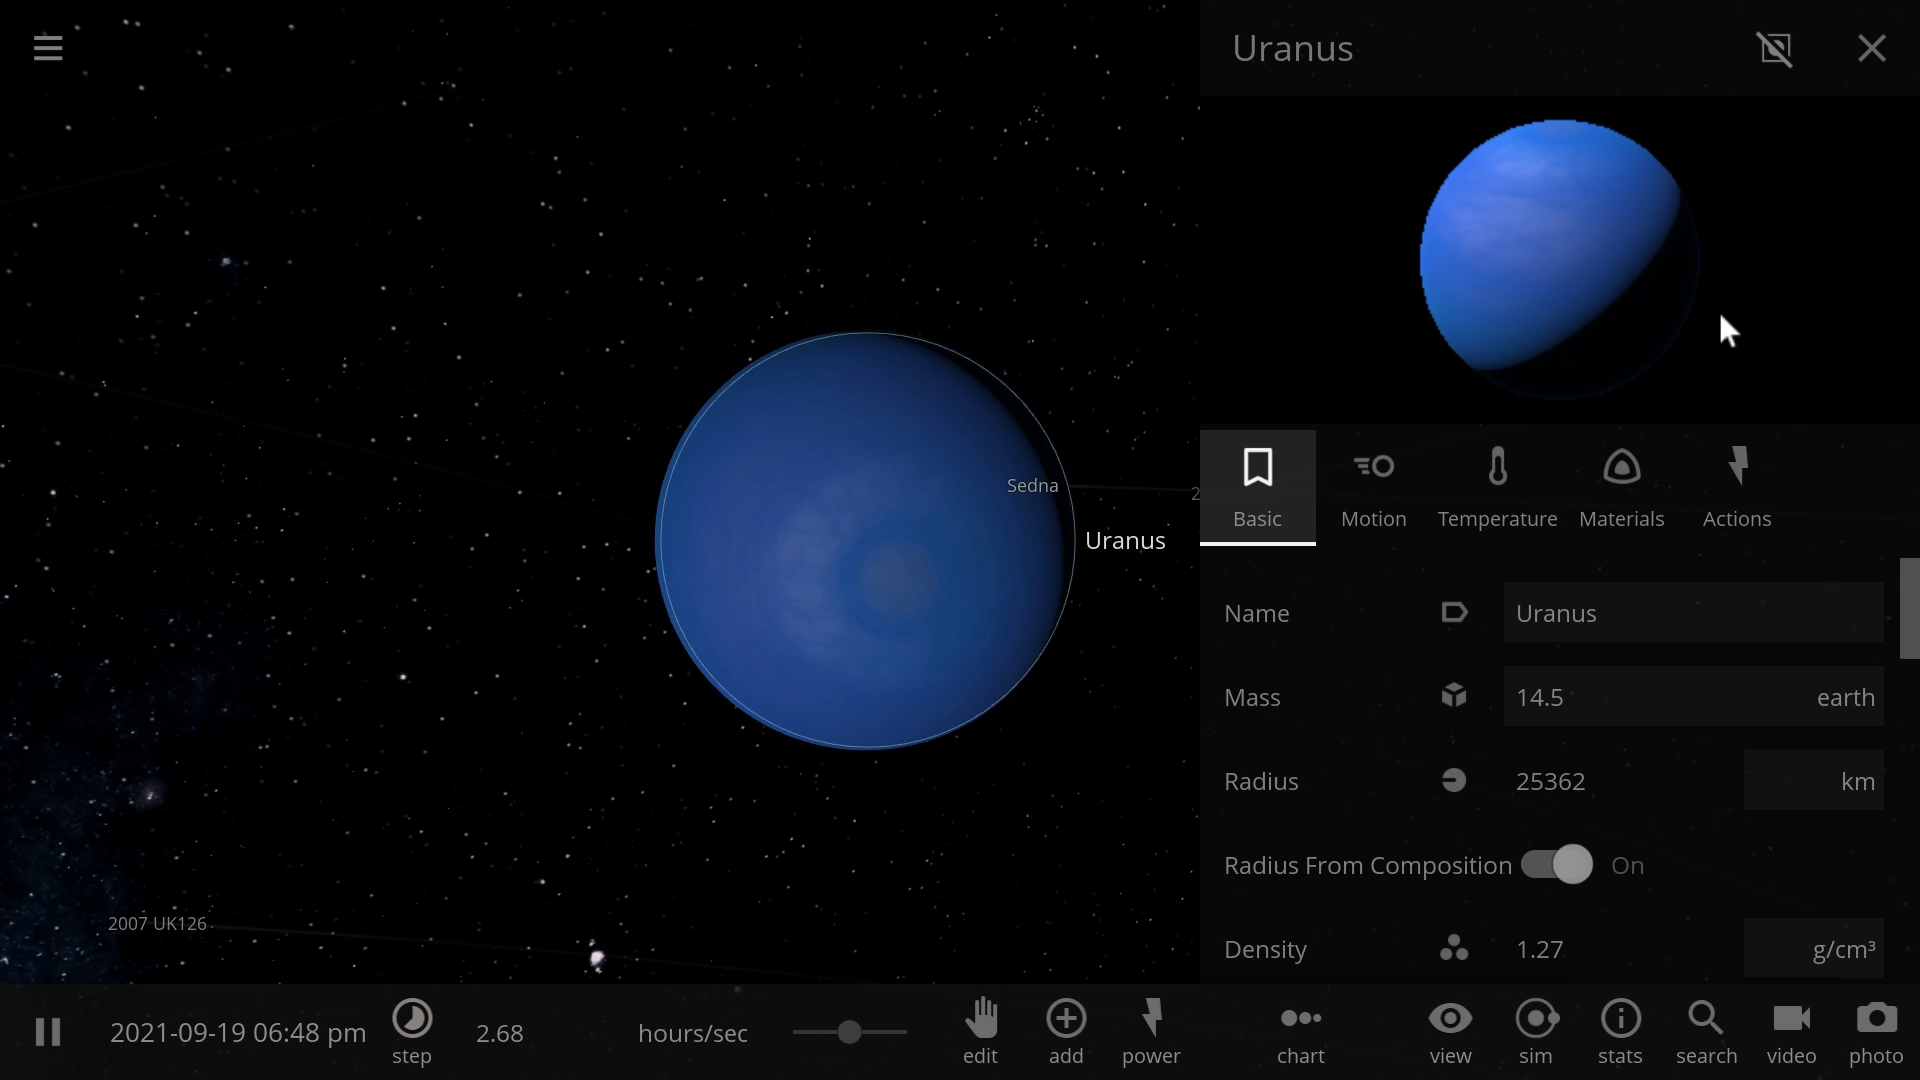 Uranus
Sedna
2
Uranus
2007 UK126
Basic
Motion
Temperature
Materials
Actions
Name
Uranus
Mass
14.5 earth
Radius
25362 km
Radius From Composition
On
Density
1.27 g/cm³
2021-09-19 06:48 pm
step
2.68
hours/sec
edit
add
power
chart
view
sim
stats
search
video
photo